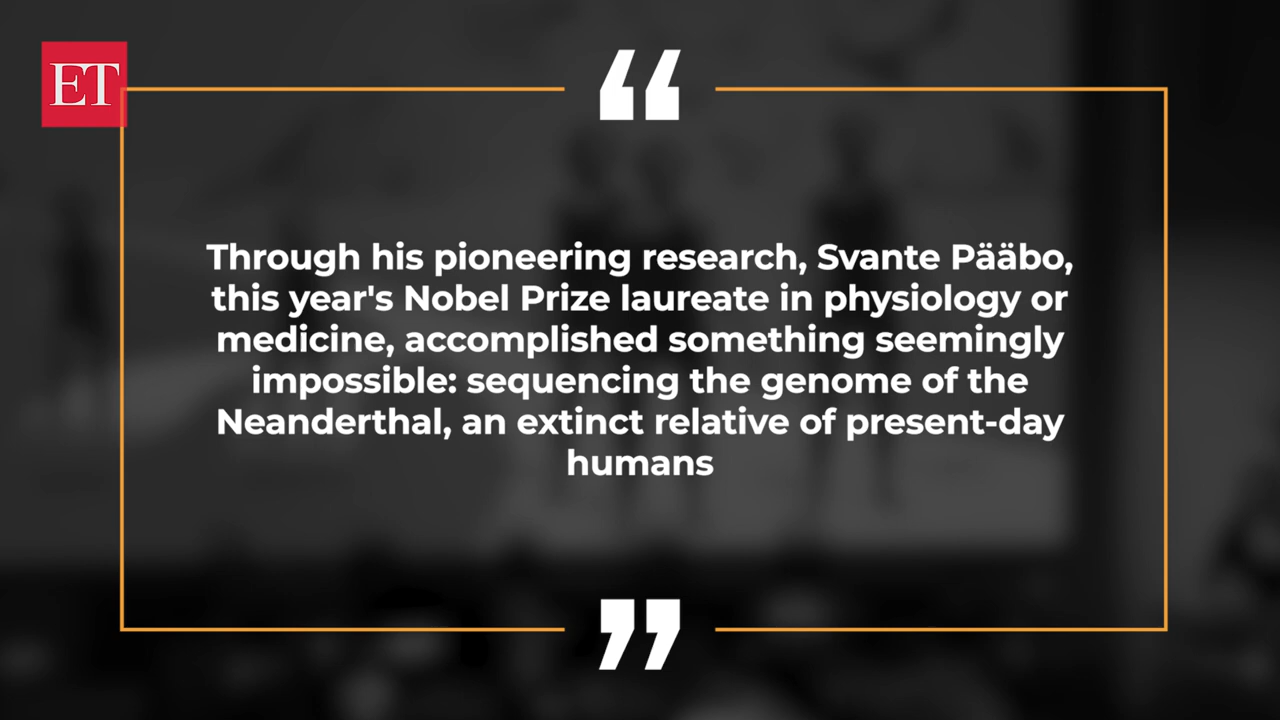 ET
“
Through his pioneering research, Svante Pääbo,
this year's Nobel Prize laureate in physiology or
medicine, accomplished something seemingly
impossible: sequencing the genome of the
Neanderthal, an extinct relative of present-day
humans
”